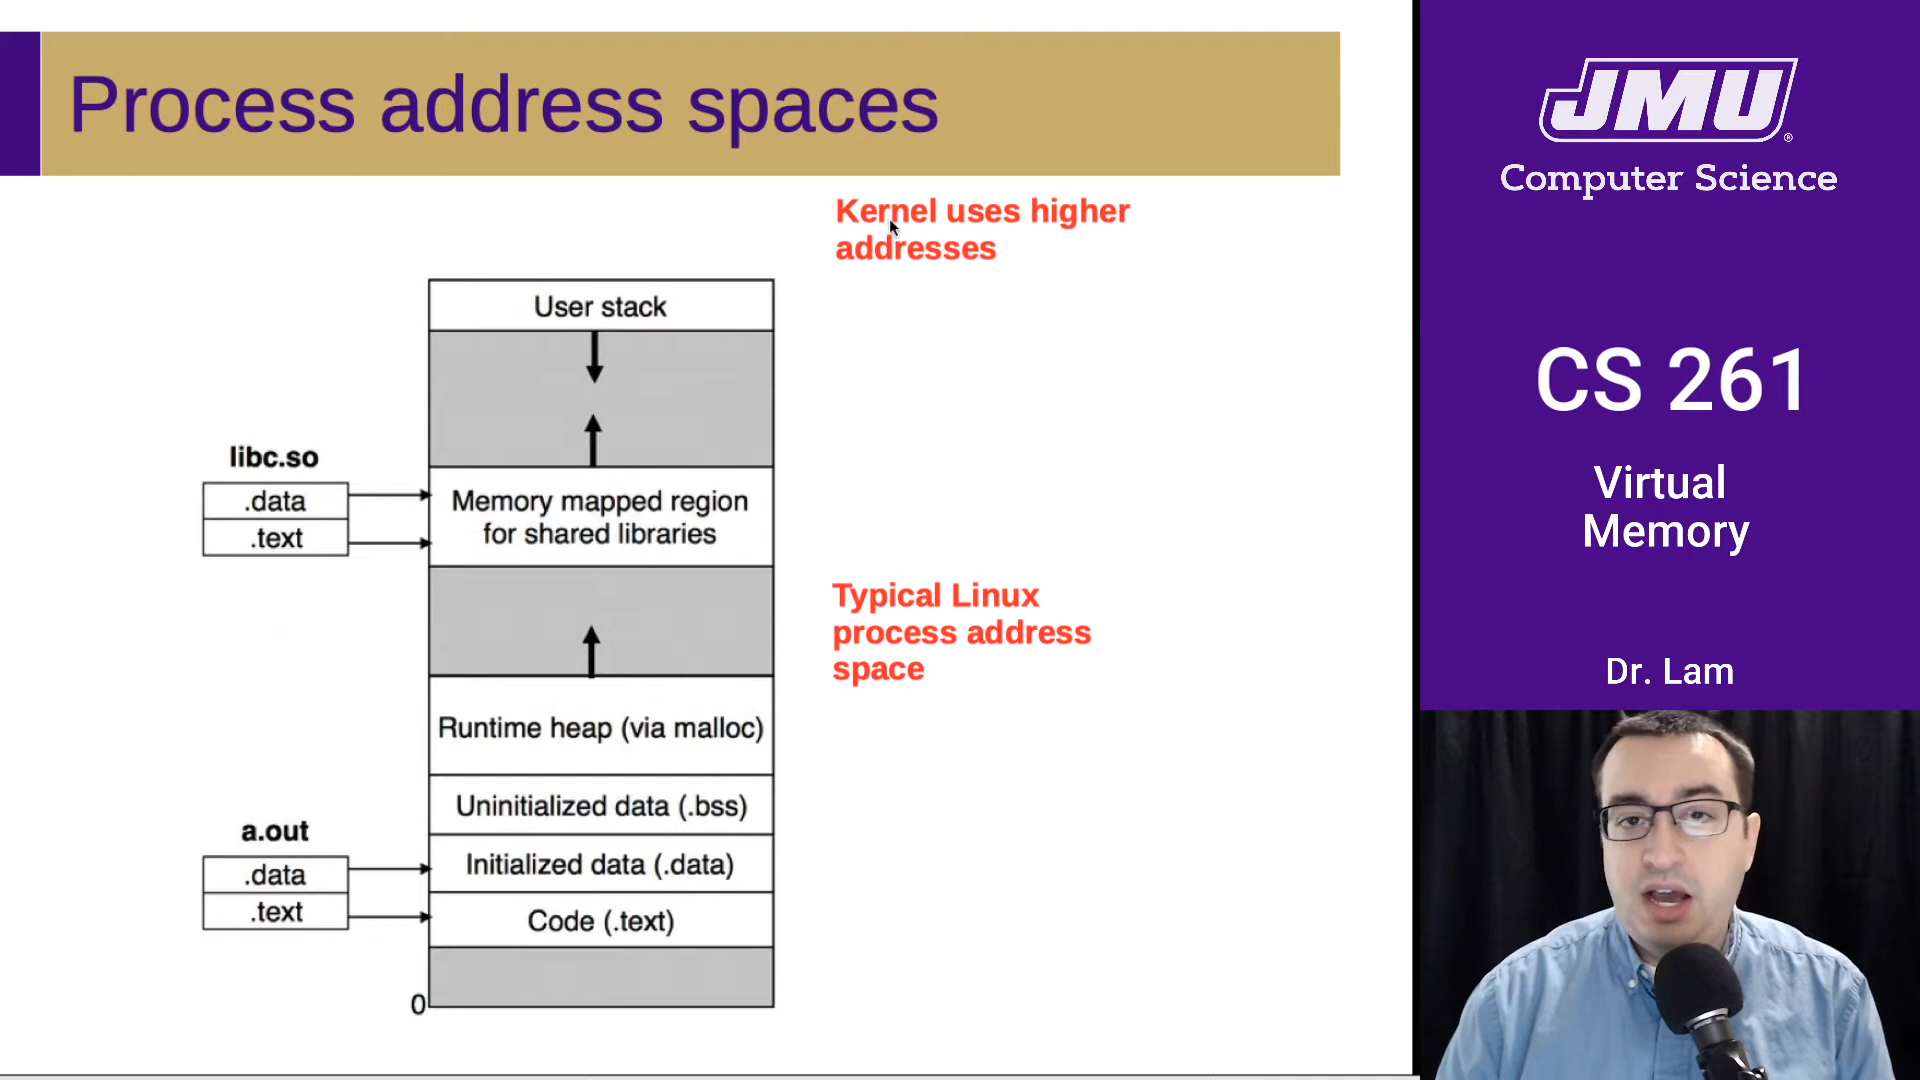 Process address spaces
Kernel uses higher
addresses
User stack
libc.so
.data
.text
Memory mapped region
for shared libraries
Typical Linux
process address
space
Runtime heap (via malloc)
Uninitialized data (.bss)
a.out
.data
.text
Initialized data (.data)
Code (.text)
0
JMU®
Computer Science
CS 261
Virtual
Memory
Dr. Lam